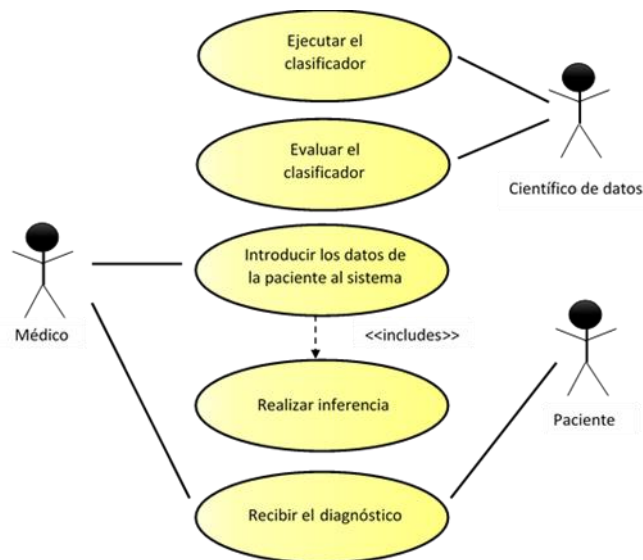 Ejecutar el
clasificador
Evaluar el
clasificador
Científico de datos
Introducir los datos de
la paciente al sistema
Médico
<<includes>>
Realizar inferencia
Paciente
Recibir el diagnóstico